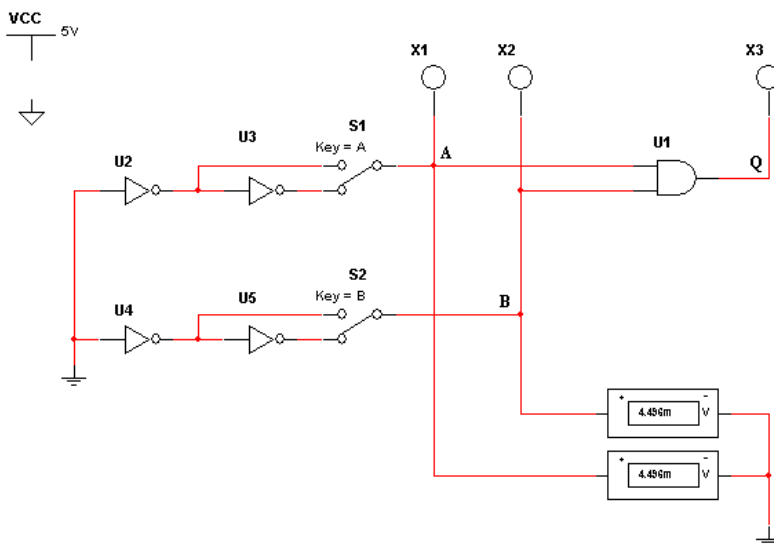 VCC
5V
X1
X2
X3
S1
U3
Key = A
U2
A
U1
Q
S2
U5
Key = B
U4
B
+ 4.496m - V
+ 4.496m - V